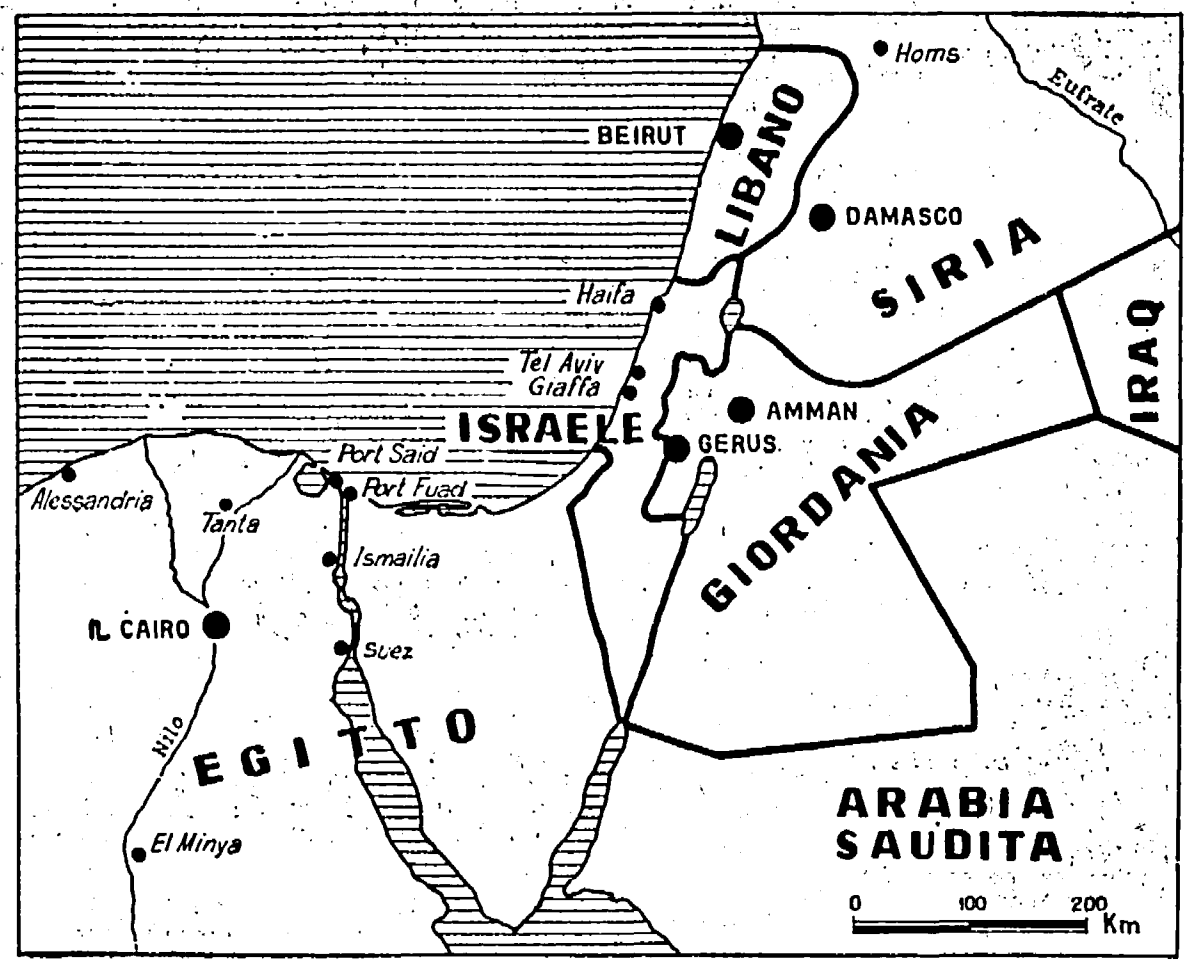 Homs
Eufrate
BEIRUT
LIBANO
DAMASCO
SIRIA
Haifa
IRAQ
Tel Aviv
Giaffa
AMMAN
ISRAELE
GERUS.
Port Said
GIORDANIA
Alessandria
Port Fuad
Tanta
Ismailia
IL CAIRO
Suez
Nilo
EGITTO
ARABIA
SAUDITA
El Minya
0 100 200 Km